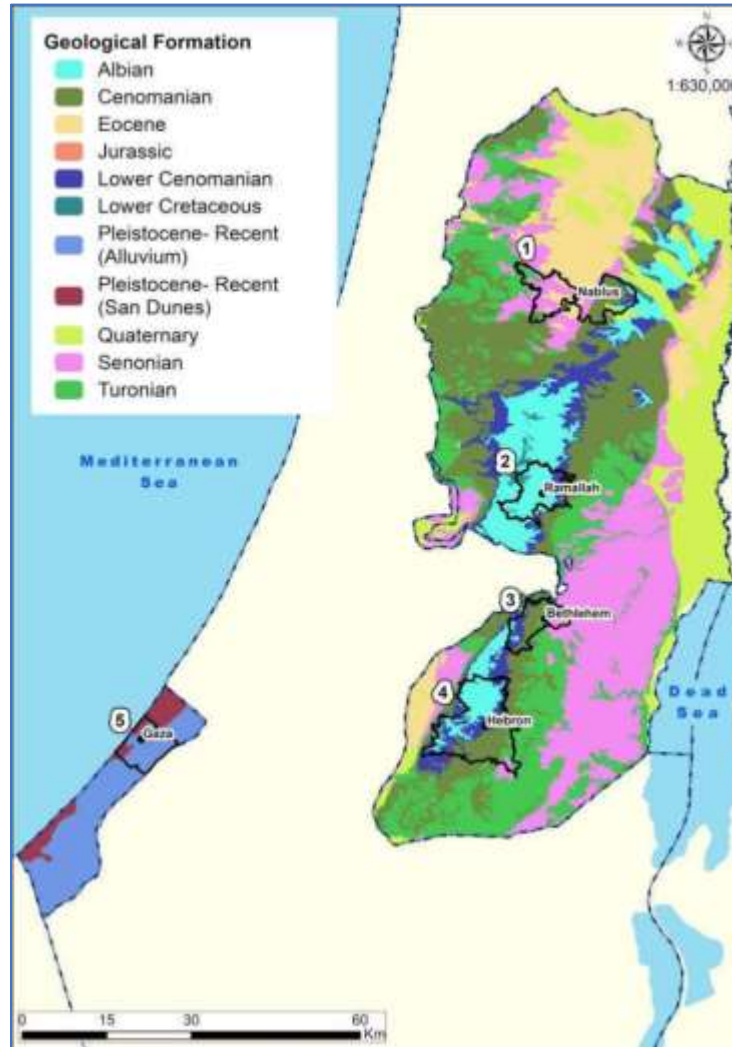 Geological Formation
Albian
Cenomanian
Eocene
Jurassic
Lower Cenomanian
Lower Cretaceous
Pleistocene- Recent
(Alluvium)
Pleistocene- Recent
(San Dunes)
Quaternary
Senonian
Turonian
N
1:630,000
1
Nablus
Mediterranean
Sea
2
Ramallah
3
Bethlehem
4
Hebron
Dead
Sea
5
Gaza
0 15 30 60
Km